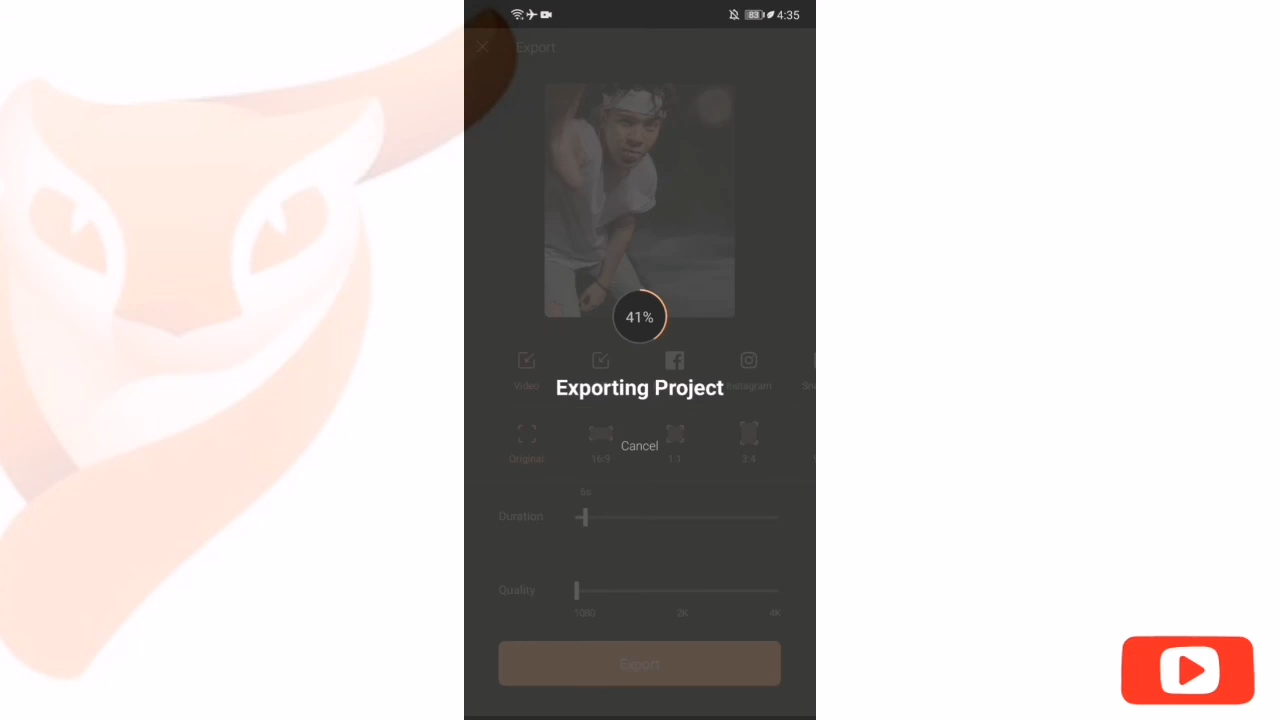 83 4:35
Export
41%
Video Instagram
Exporting Project
Cancel
Original 16:9 1:1 3:4
6s
Duration
Quality
1080 2K 4K
Export